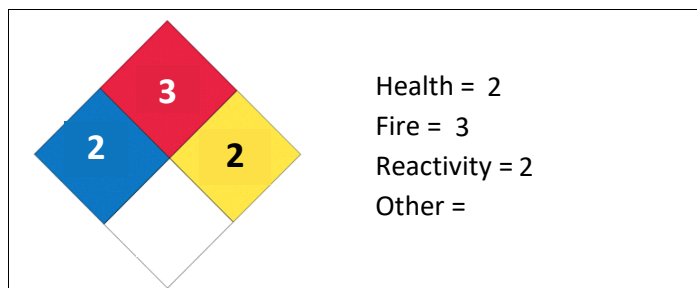 3
2
2
Health = 2
Fire = 3
Reactivity = 2
Other =